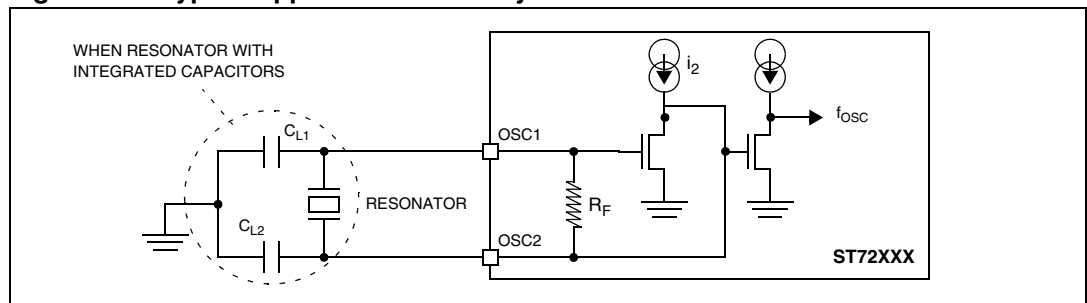 WHEN RESONATOR WITH
INTEGRATED CAPACITORS
CL1
i2
fOSC
OSC1
RESONATOR
RF
CL2
OSC2
ST72XXX